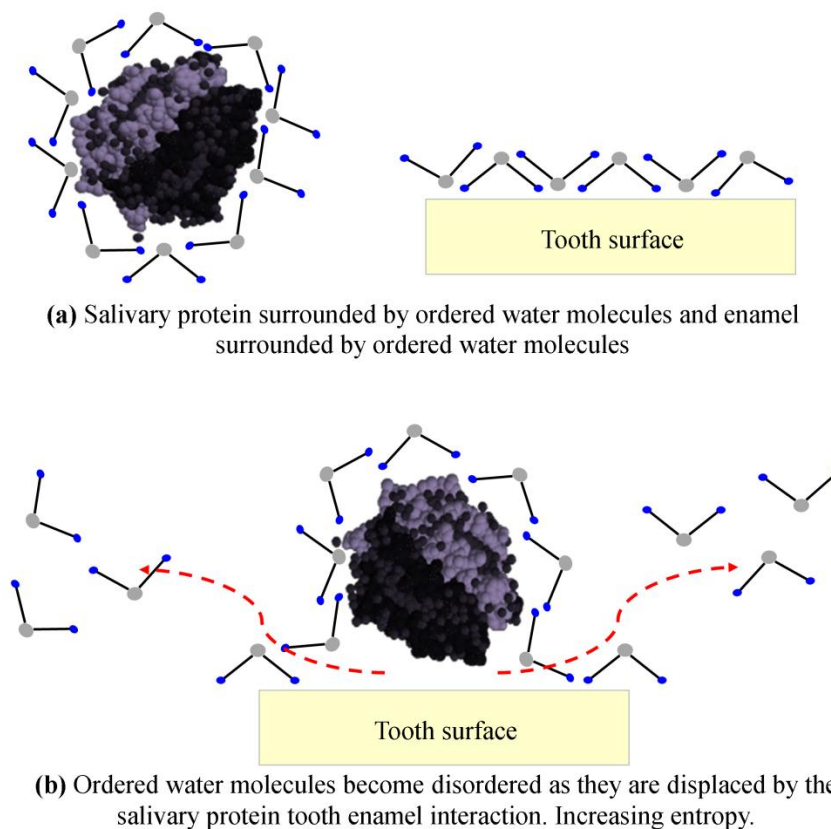 Tooth surface
(a) Salivary protein surrounded by ordered water molecules and enamel
surrounded by ordered water molecules
Tooth surface
(b) Ordered water molecules become disordered as they are displaced by the
salivary protein tooth enamel interaction. Increasing entropy.